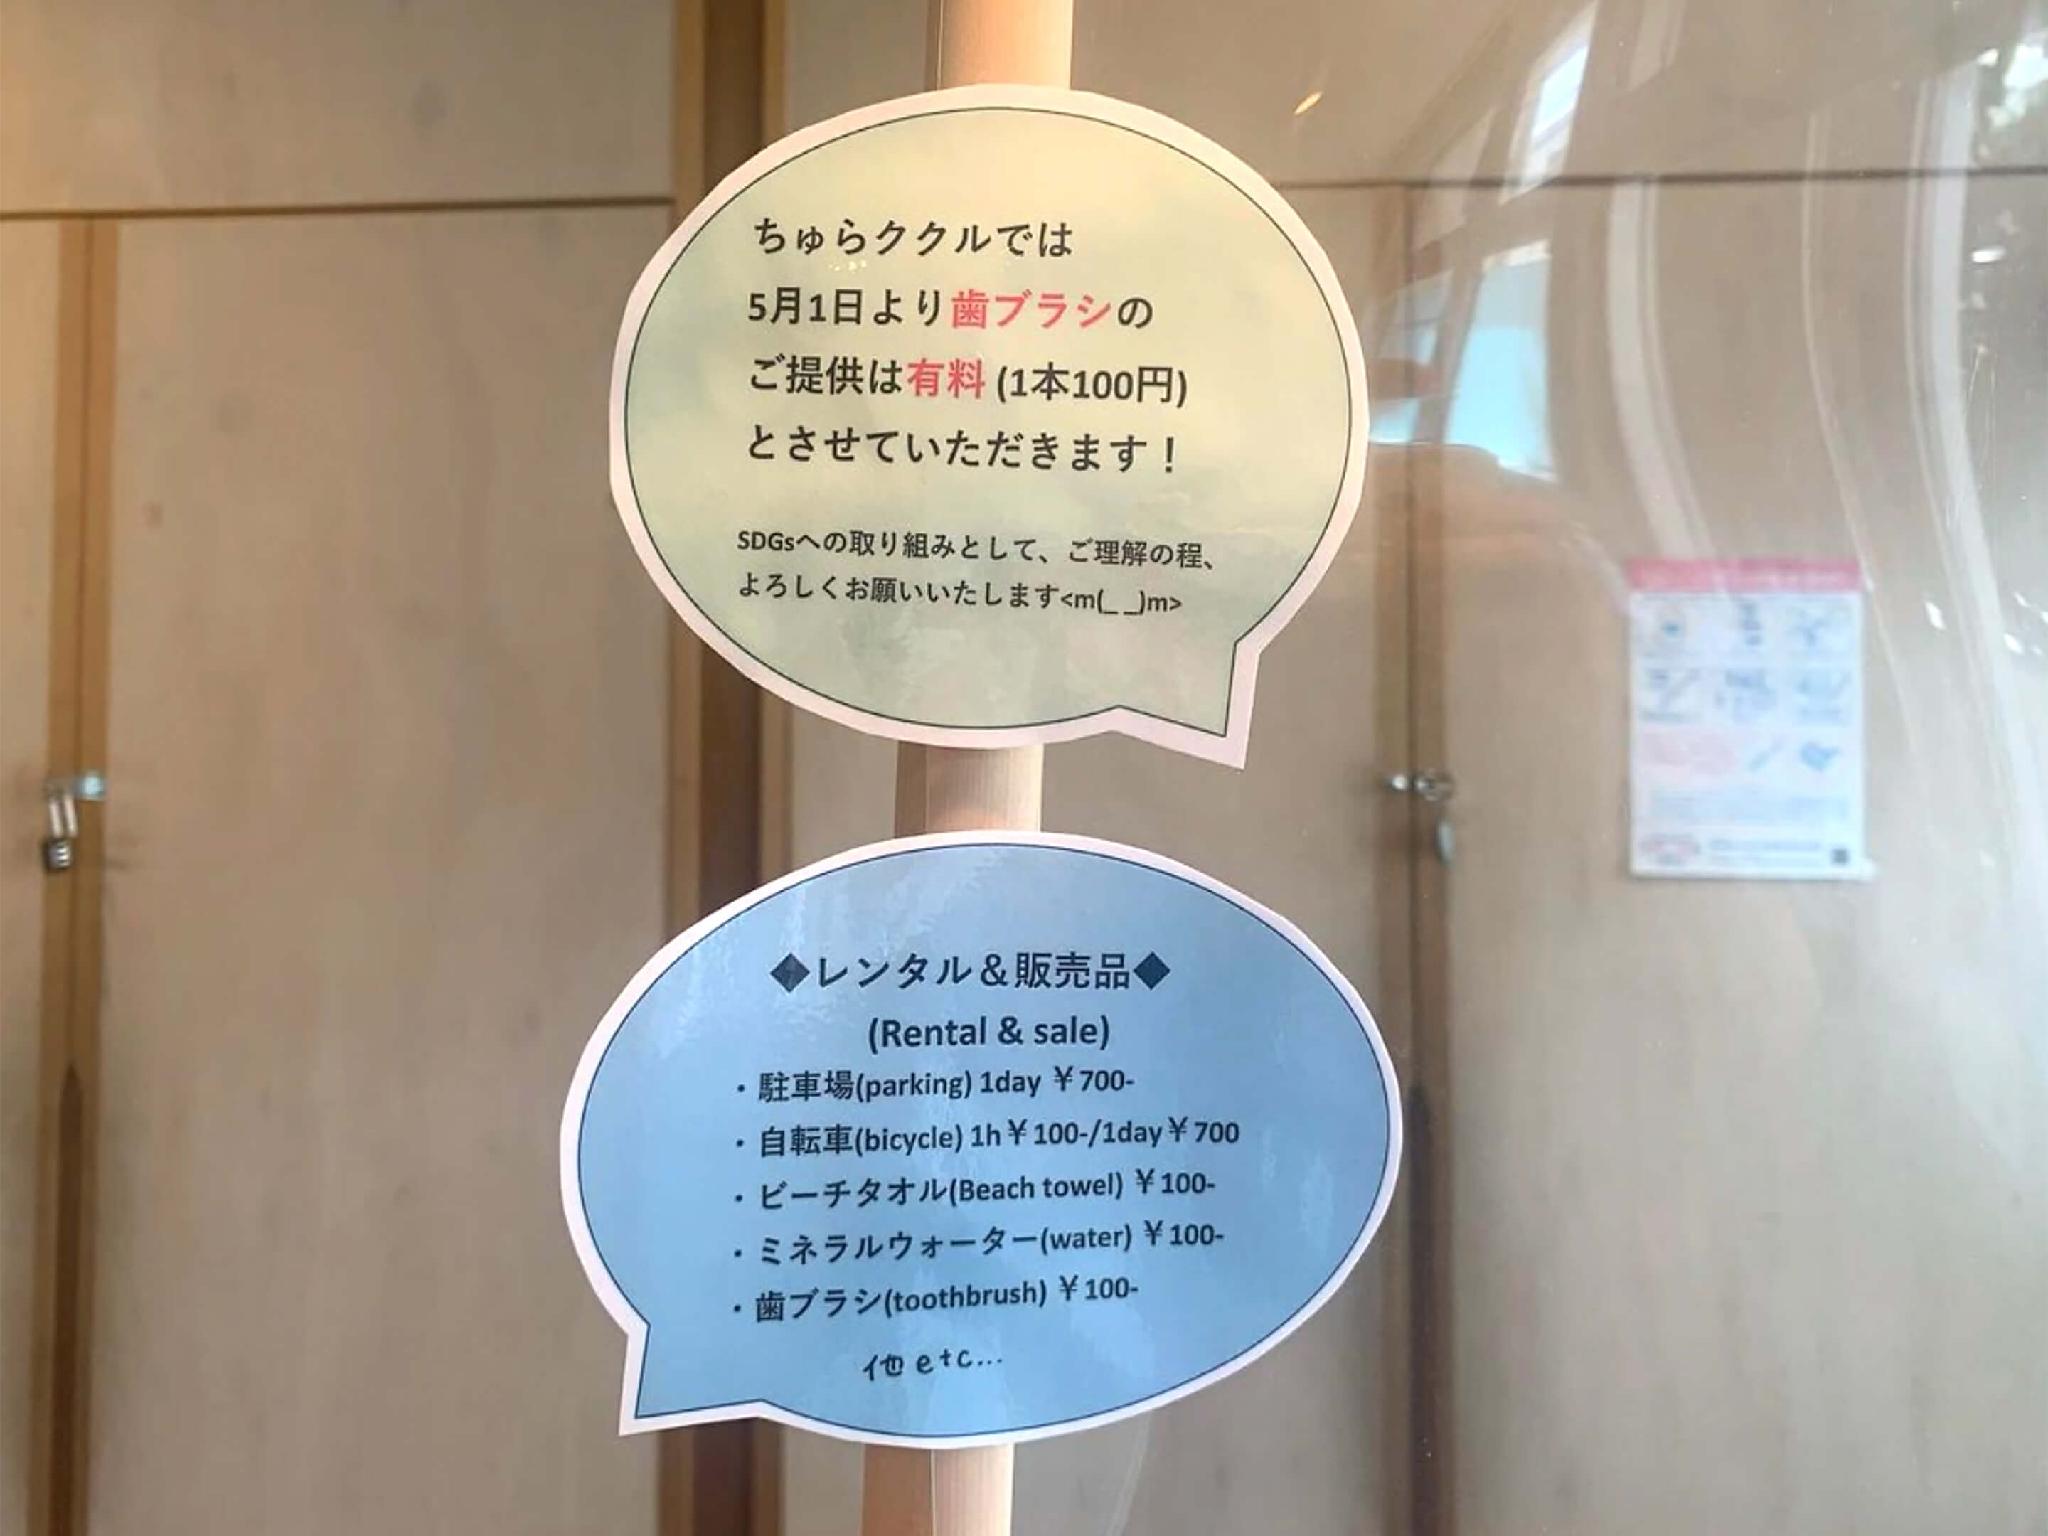 ちゅらククルでは
5月1日より歯ブラシの
ご提供は有料 (1本100円)
とさせていただきます！
SDGsへの取り組みとして、ご理解の程、
よろしくお願いいたします<m(_ _)m>
◆レンタル＆販売品◆
(Rental & sale)
・駐車場(parking) 1day ￥700-
・自転車(bicycle) 1h￥100-/1day￥700
・ビーチタオル(Beach towel) ￥100-
・ミネラルウォーター(water) ￥100-
・歯ブラシ(toothbrush) ￥100-
他 etc...